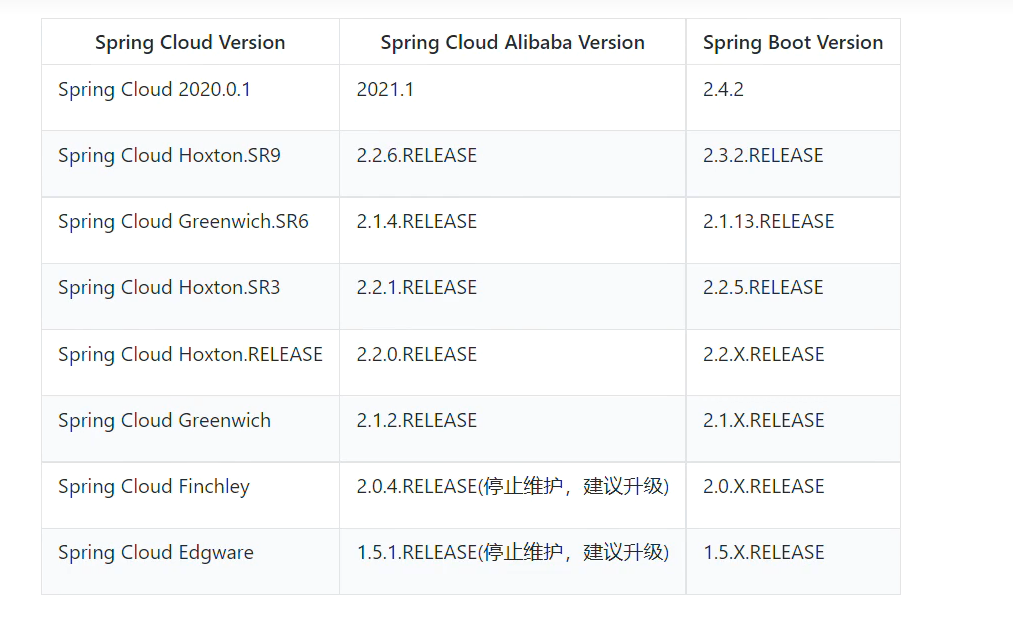 Spring Cloud Version Spring Cloud Alibaba Version Spring Boot Version
Spring Cloud 2020.0.1 2021.1 2.4.2
Spring Cloud Hoxton.SR9 2.2.6.RELEASE 2.3.2.RELEASE
Spring Cloud Greenwich.SR6 2.1.4.RELEASE 2.1.13.RELEASE
Spring Cloud Hoxton.SR3 2.2.1.RELEASE 2.2.5.RELEASE
Spring Cloud Hoxton.RELEASE 2.2.0.RELEASE 2.2.X.RELEASE
Spring Cloud Greenwich 2.1.2.RELEASE 2.1.X.RELEASE
Spring Cloud Finchley 2.0.4.RELEASE(停止维护，建议升级) 2.0.X.RELEASE
Spring Cloud Edgware 1.5.1.RELEASE(停止维护，建议升级) 1.5.X.RELEASE